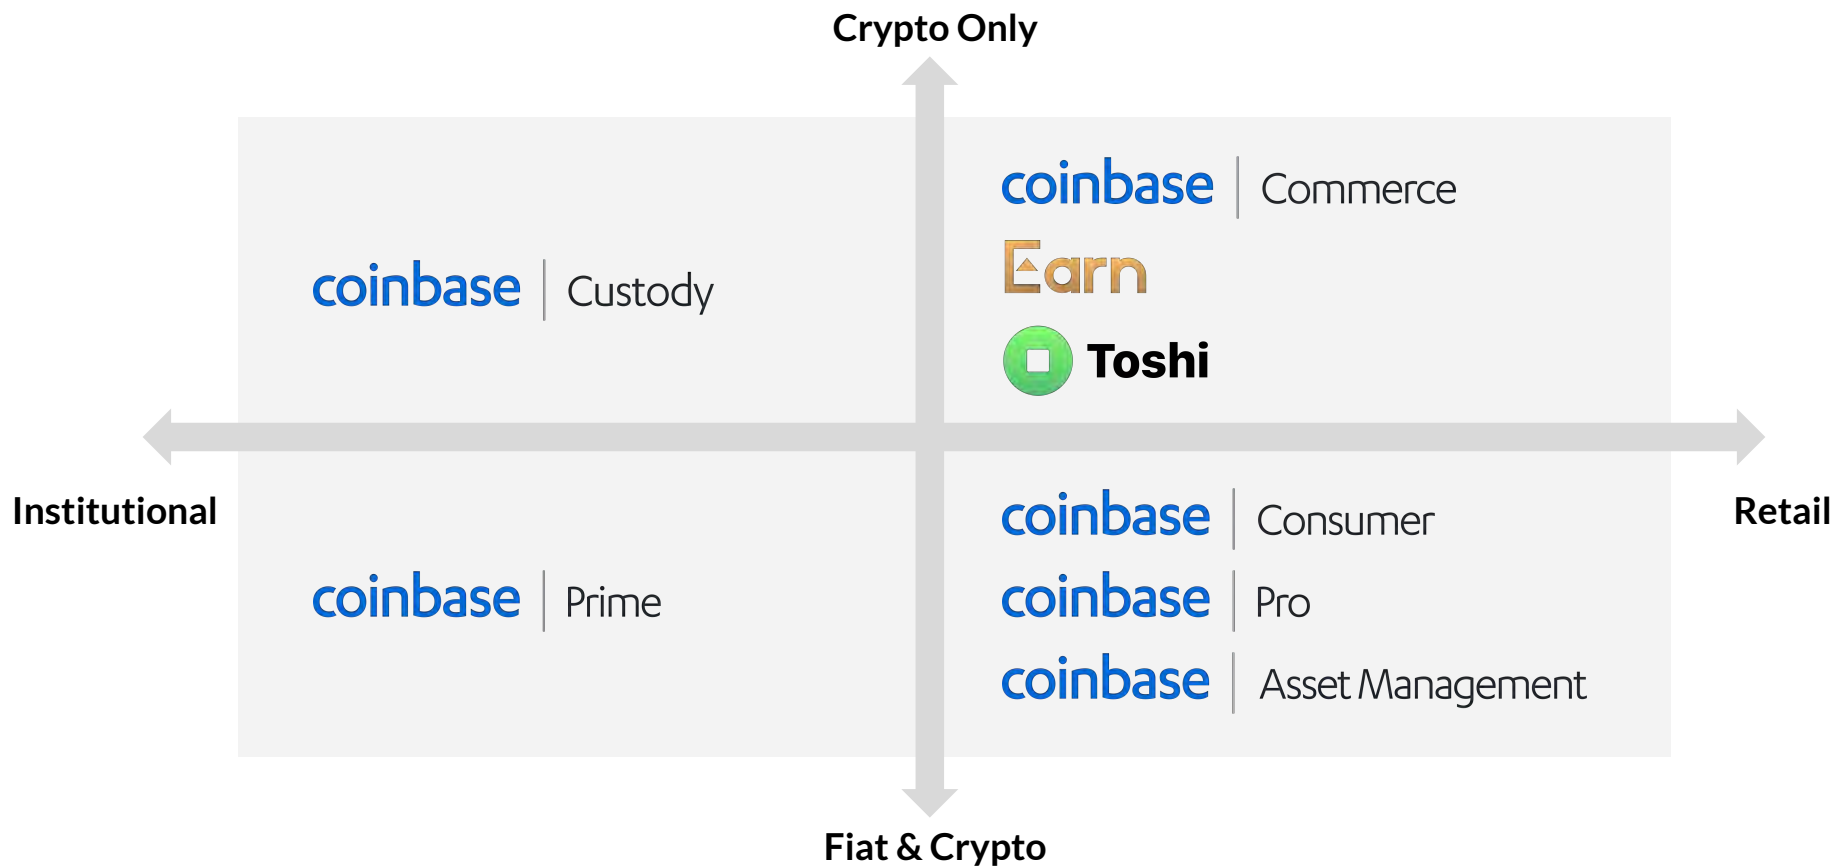 Crypto Only
coinbase | Commerce
Earn
coinbase | Custody
Toshi
Institutional
Retail
coinbase | Consumer
coinbase | Prime
coinbase | Pro
coinbase | Asset Management
Fiat & Crypto